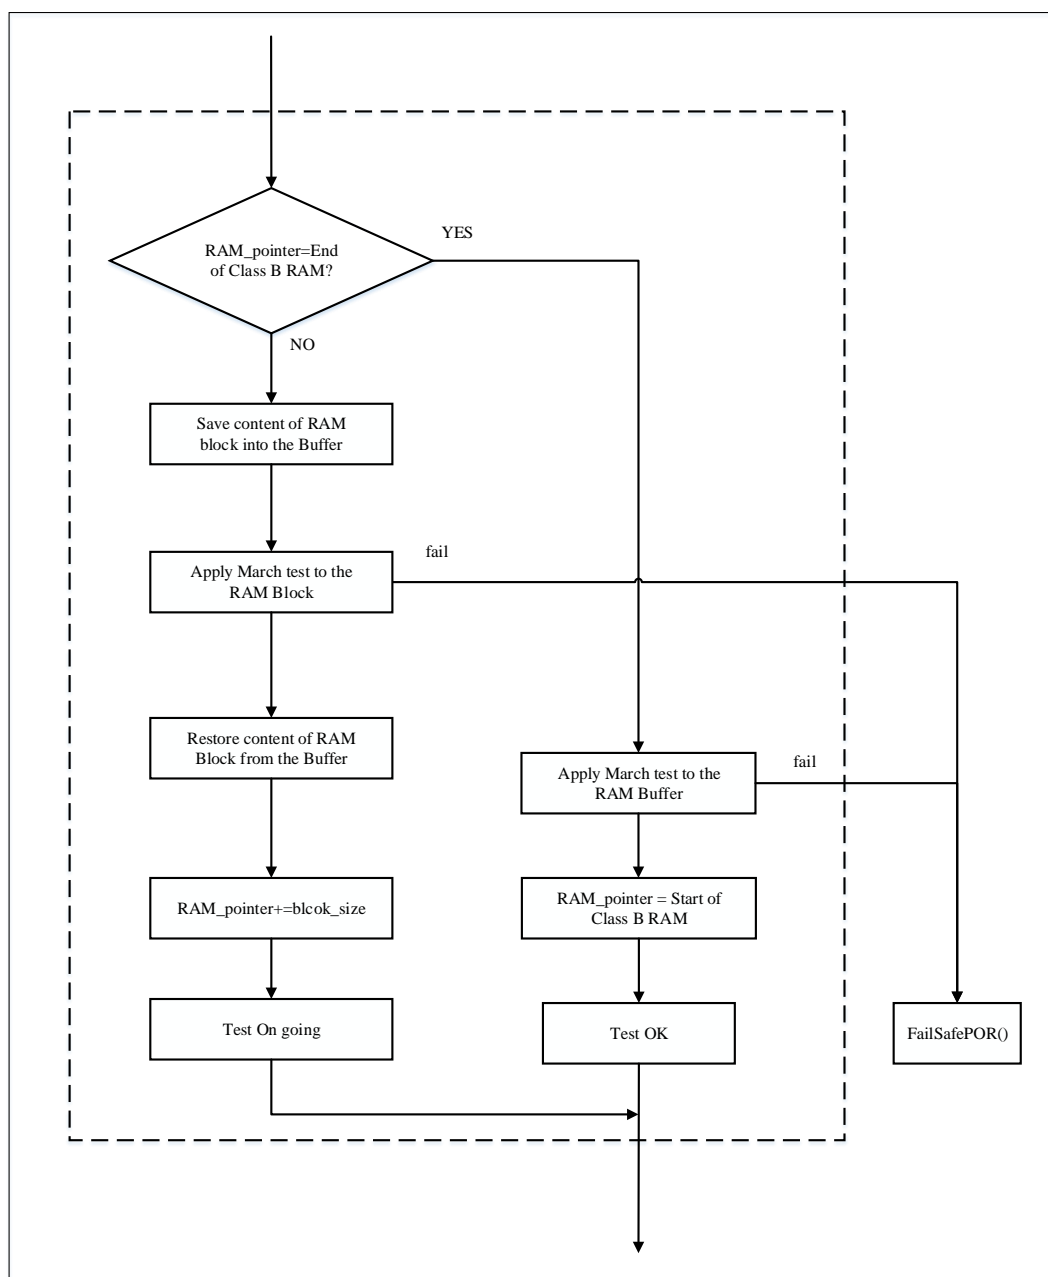 YES
RAM_pointer=End
of Class B RAM?
NO
Save content of RAM
block into the Buffer
fail
Apply March test to the
RAM Block
Restore content of RAM
Block from the Buffer
fail
Apply March test to the
RAM Buffer
RAM_pointer+=blcok_size
RAM_pointer = Start of
Class B RAM
Test On going
Test OK
FailSafePOR()